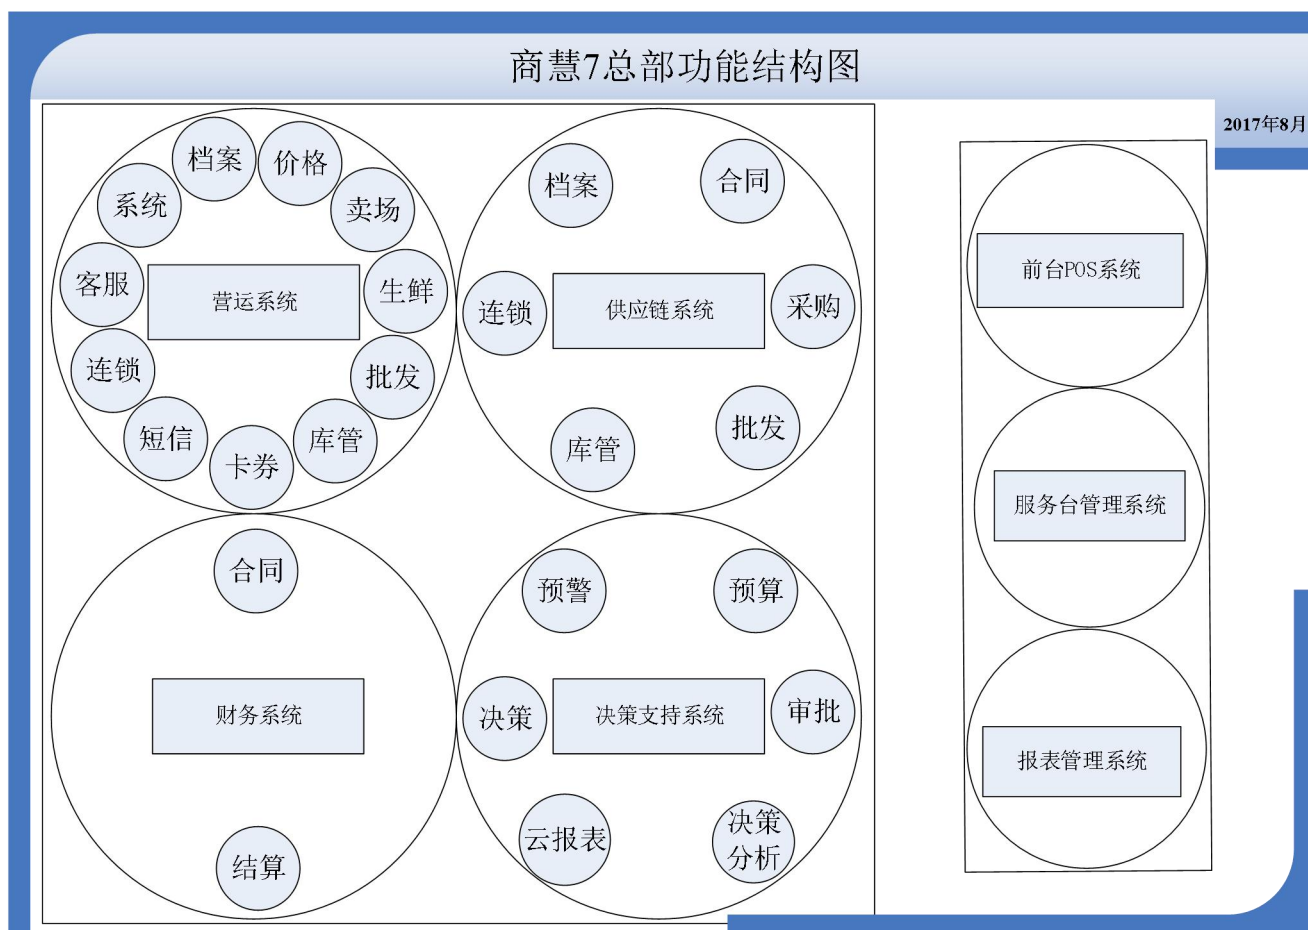 商慧7总部功能结构图
2017年8月
档案
价格
系统
卖场
客服
营运系统
生鲜
连锁
批发
短信
卡券
库管
档案
合同
连锁
供应链系统
采购
库管
批发
合同
财务系统
结算
预警
预算
决策
决策支持系统
审批
云报表
决策
分析
前台POS系统
服务台管理系统
报表管理系统